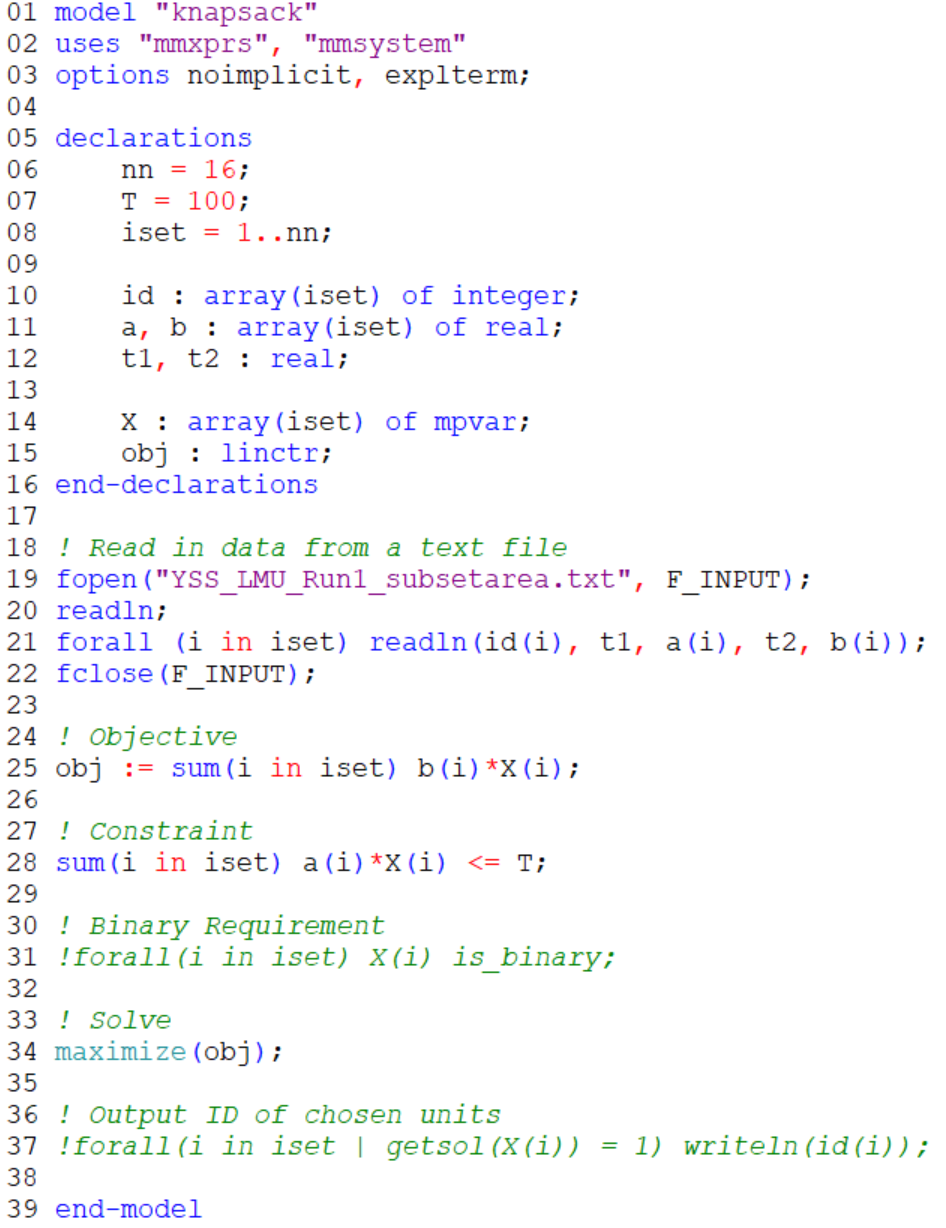 01 model "knapsack"
02 uses "mmxprs", "mmsystem"
03 options noimplicit, explterm;
04
05 declarations
06 nn = 16;
07 T = 100;
08 iset = 1..nn;
09
10 id : array(iset) of integer;
11 a, b : array(iset) of real;
12 t1, t2 : real;
13
14 X : array(iset) of mpvar;
15 obj : linctr;
16 end-declarations
17
18 ! Read in data from a text file
19 fopen("YSS_LMU_Run1_subsetarea.txt", F_INPUT);
20 readln;
21 forall (i in iset) readln(id(i), t1, a(i), t2, b(i));
22 fclose(F_INPUT);
23
24 ! Objective
25 obj := sum(i in iset) b(i)*X(i);
26
27 ! Constraint
28 sum(i in iset) a(i)*X(i) <= T;
29
30 ! Binary Requirement
31 !forall(i in iset) X(i) is_binary;
32
33 ! Solve
34 maximize(obj);
35
36 ! Output ID of chosen units
37 !forall(i in iset | getsol(X(i)) = 1) writeln(id(i));
38
39 end-model